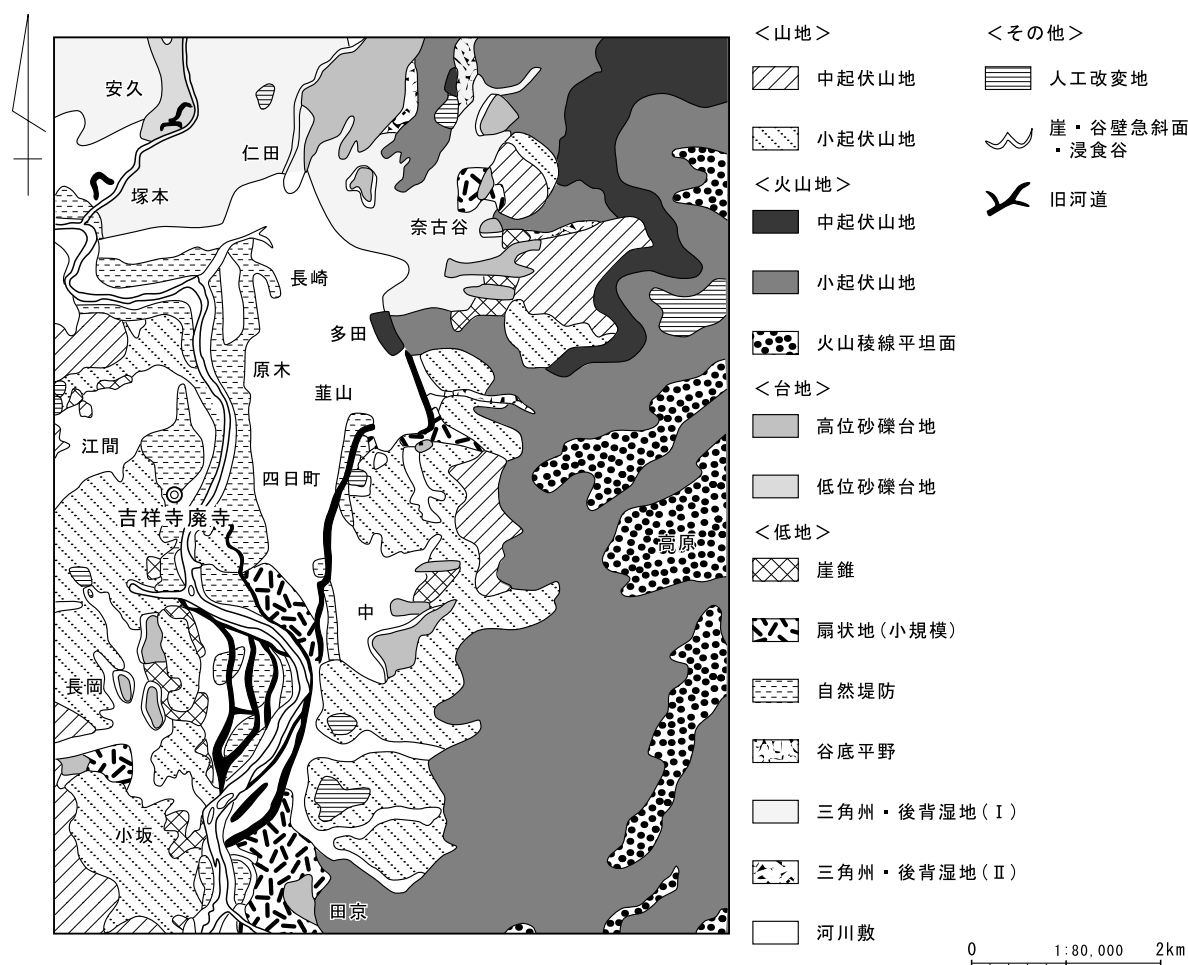 安久
仁田
塚本
奈古谷
長崎
多田
原木
韮山
江間
四日町
吉祥寺廃寺
高原
中
長岡
小坂
田京
＜山地＞
中起伏山地
小起伏山地
＜火山地＞
中起伏山地
小起伏山地
火山稜線平坦面
＜台地＞
高位砂礫台地
低位砂礫台地
＜低地＞
崖錐
扇状地(小規模)
自然堤防
谷底平野
三角州・後背湿地(Ⅰ)
三角州・後背湿地(Ⅱ)
河川敷
＜その他＞
人工改変地
崖・谷壁急斜面
・浸食谷
旧河道
0 1:80,000 2km